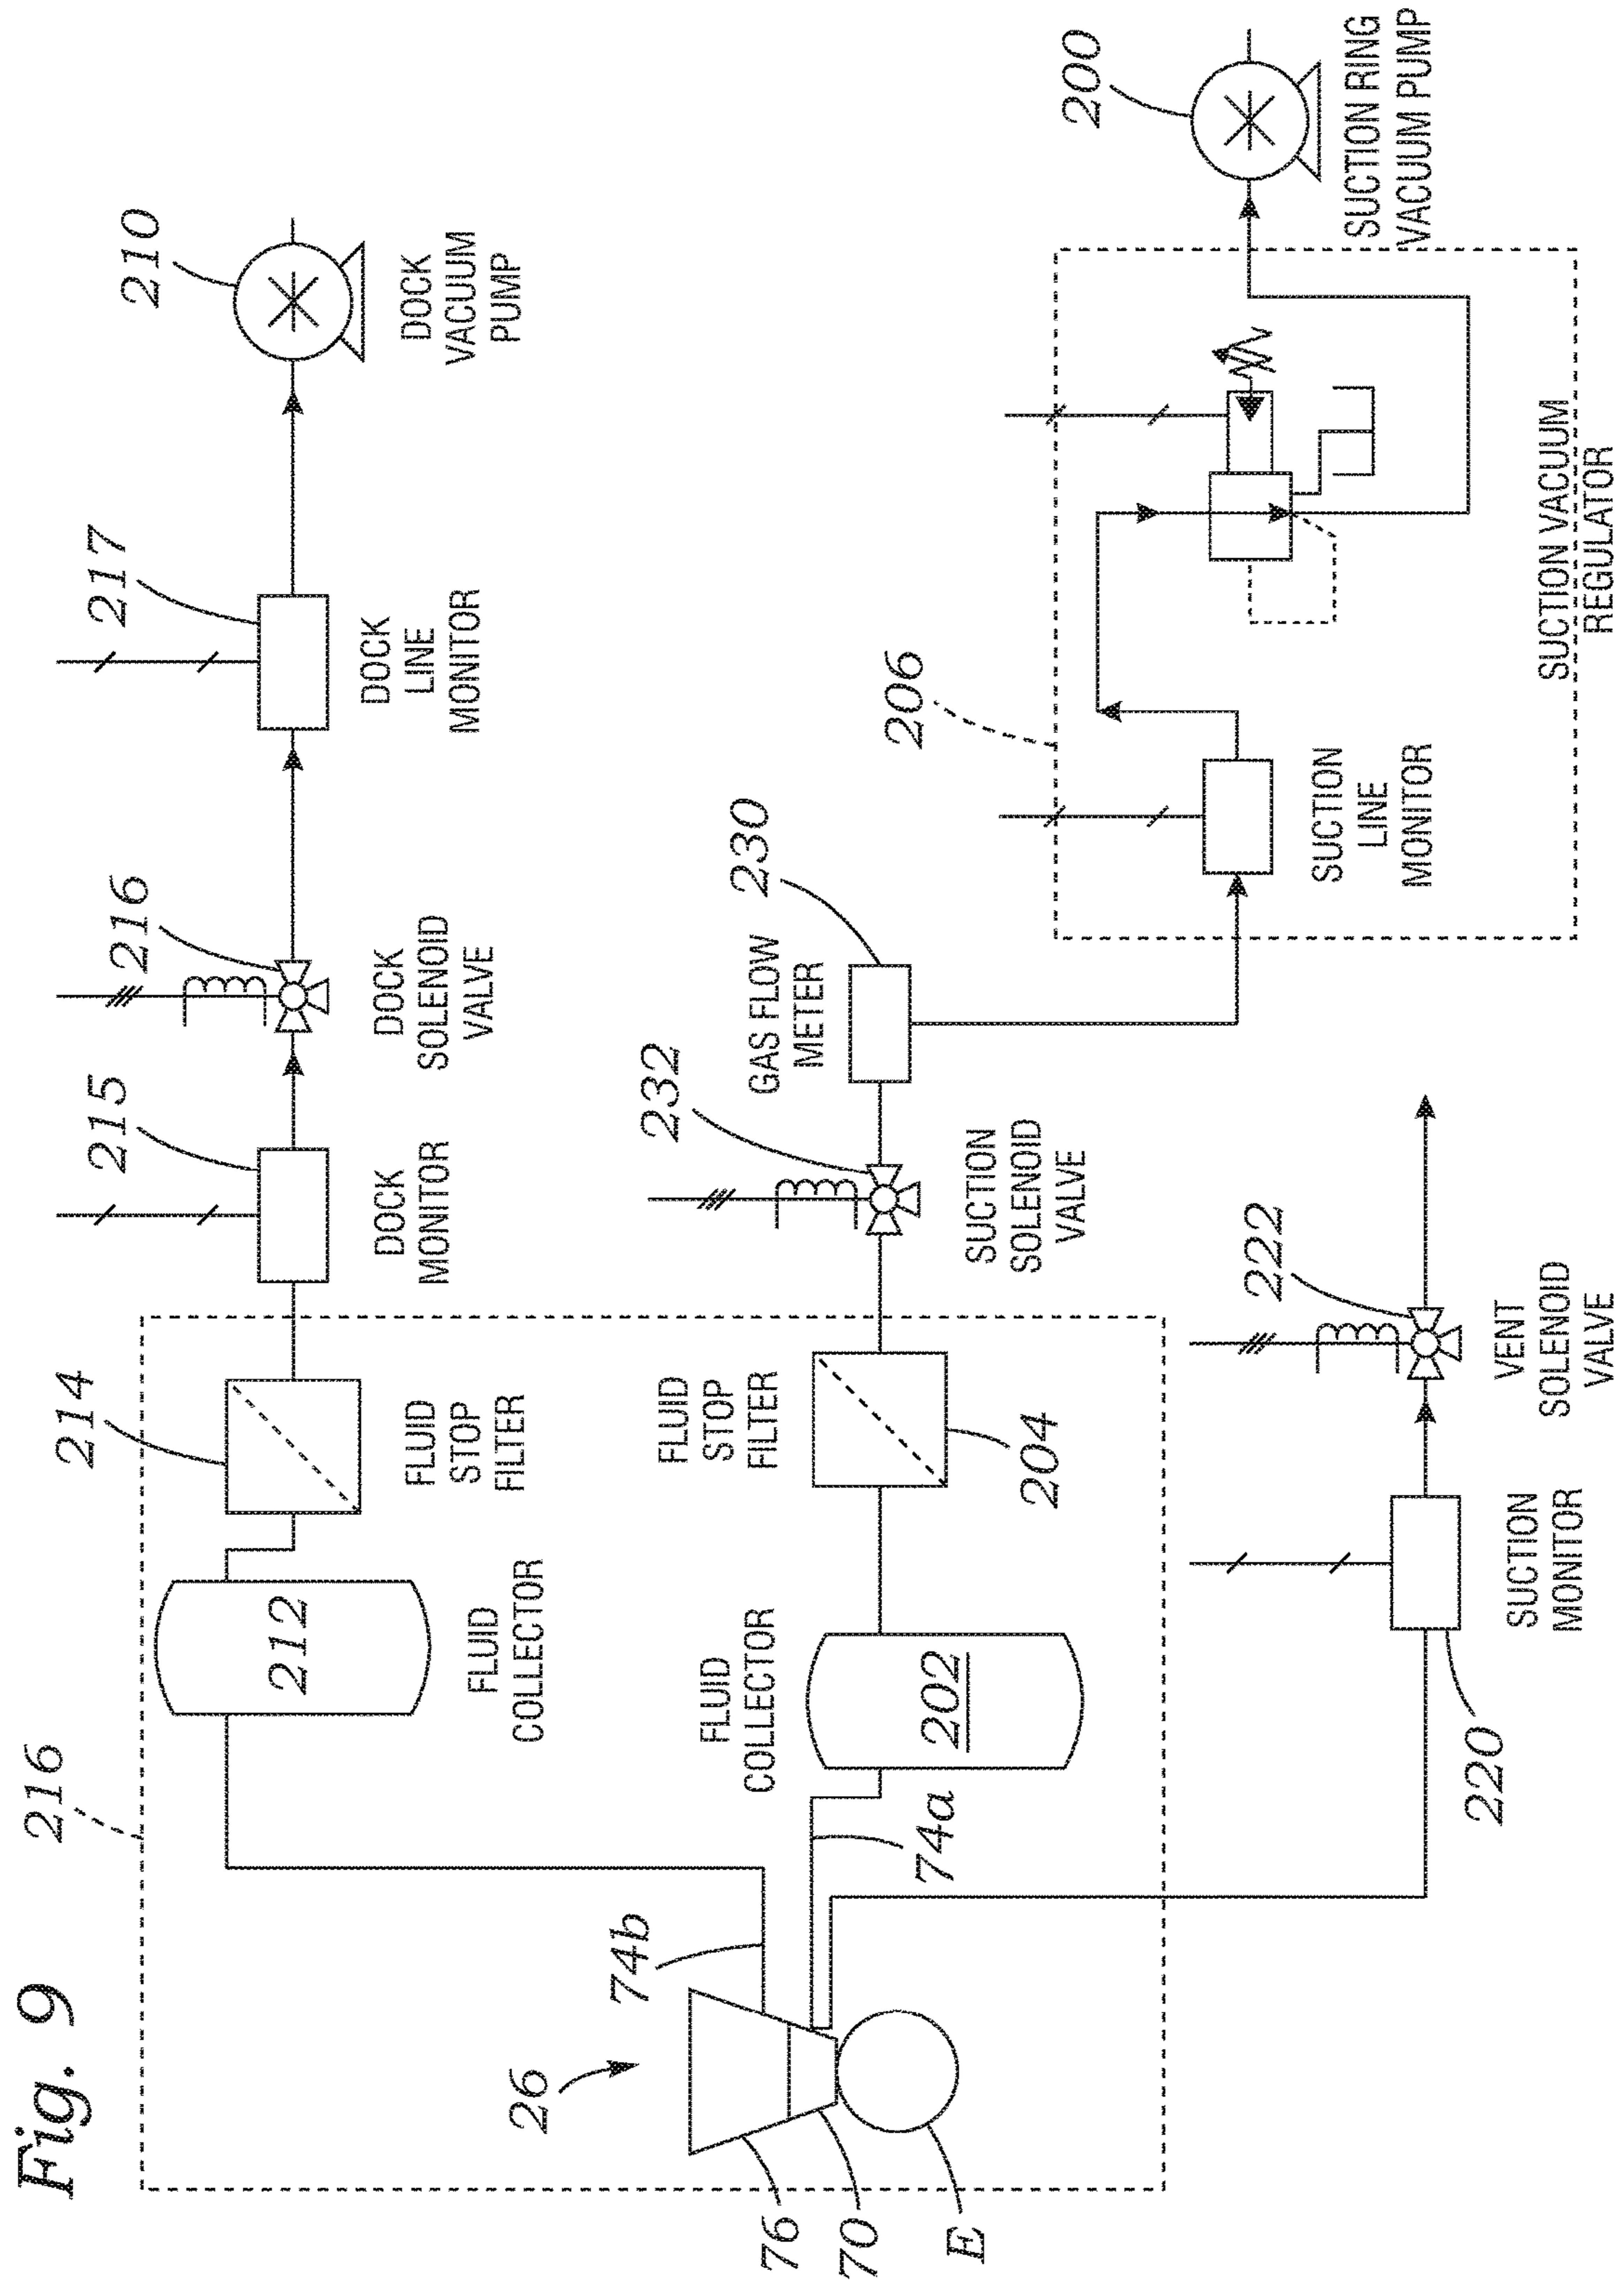 Fig. 9
216
26
76
70
E
74b
74a
212
FLUID
COLLECTOR
214
FLUID
STOP
FILTER
215
DOCK
MONITOR
216
DOCK
SOLENOID
VALVE
217
DOCK
LINE
MONITOR
210
DOCK
VACUUM
PUMP
FLUID
COLLECTOR
202
FLUID
STOP
FILTER
204
232
SUCTION
SOLENOID
VALVE
GAS FLOW
METER
230
206
SUCTION
LINE
MONITOR
SUCTION VACUUM
REGULATOR
200
SUCTION RING
VACUUM PUMP
220
SUCTION
MONITOR
222
VENT
SOLENOID
VALVE